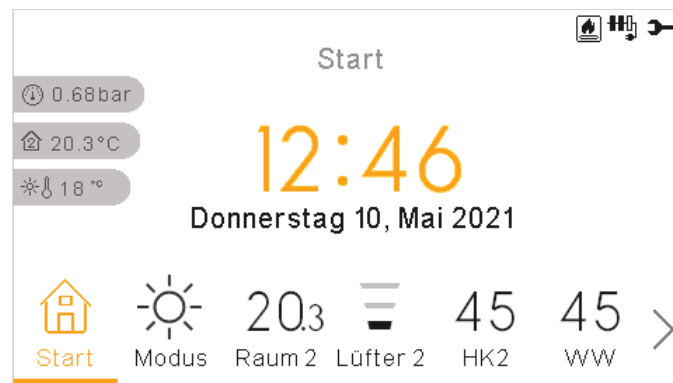 Start
0.68bar
2 20.3°C
18 °C
12:46
Donnerstag 10, Mai 2021
20.3 45 45
Start Modus Raum 2 Lüfter 2 HK2 WW